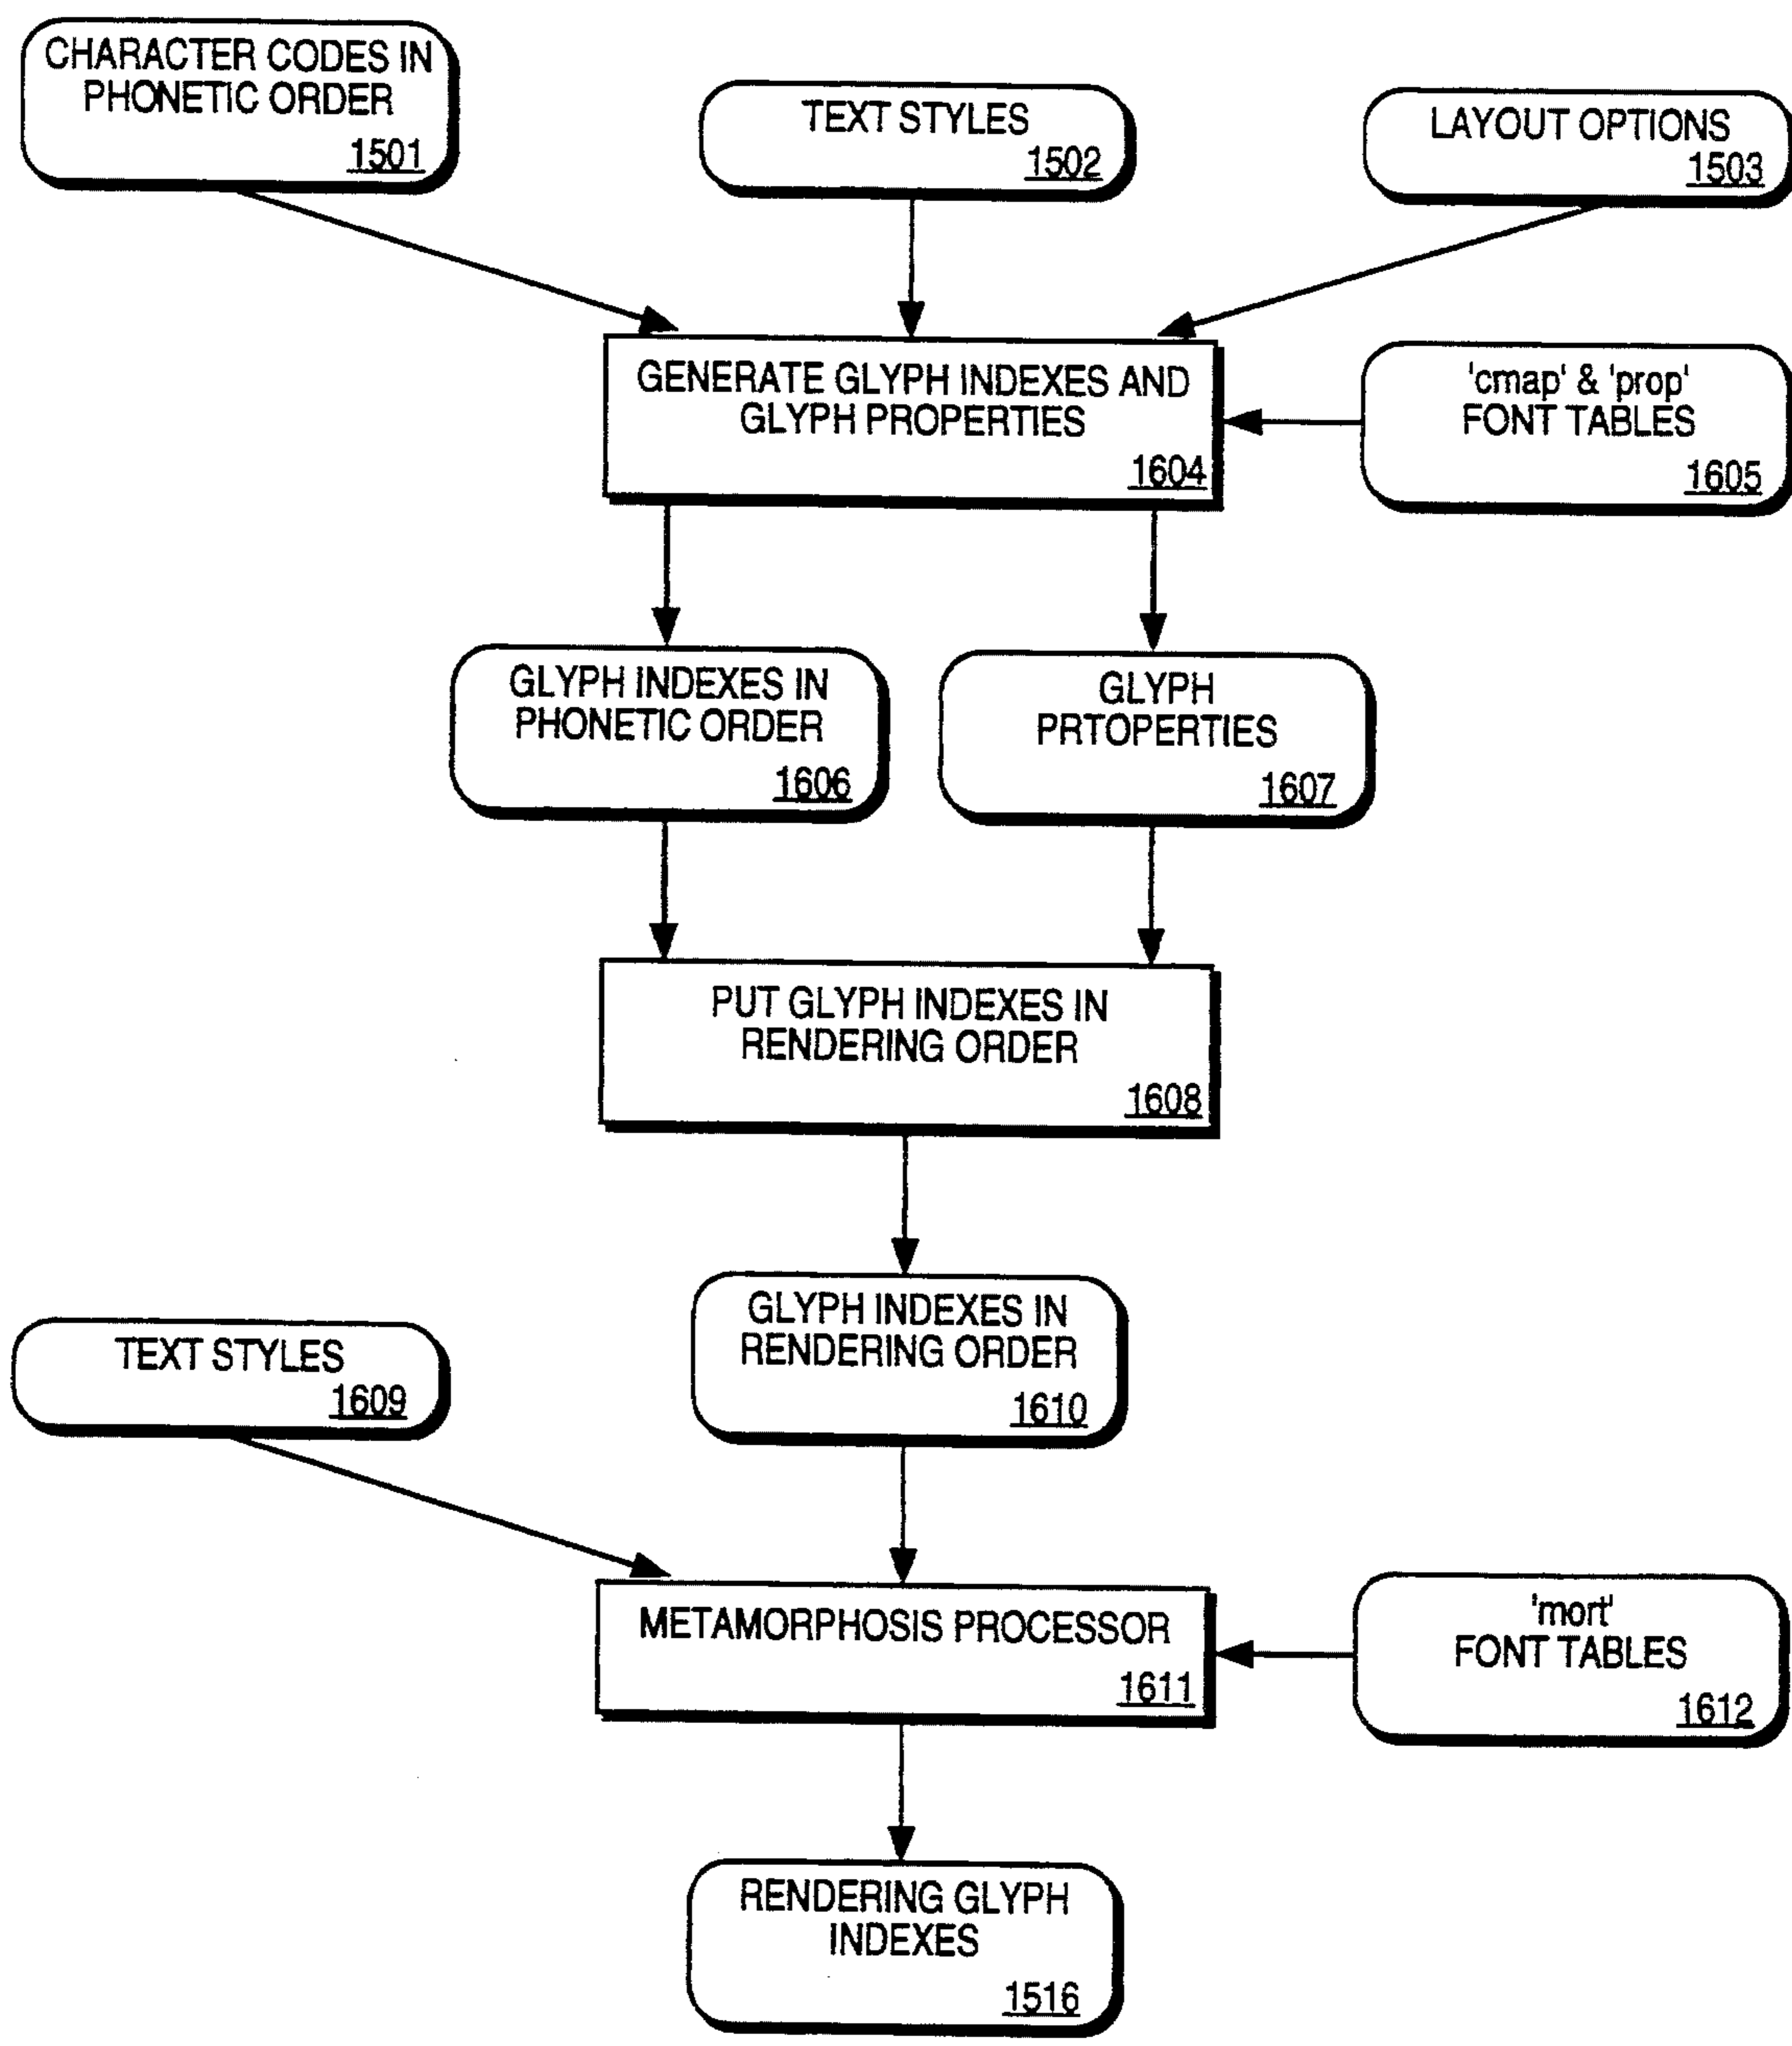 CHARACTER CODES IN
PHONETIC ORDER
1501
TEXT STYLES
1502
LAYOUT OPTIONS
1503
GENERATE GLYPH INDEXES AND
GLYPH PROPERTIES
1604
'cmap' & 'prop'
FONT TABLES
1605
GLYPH INDEXES IN
PHONETIC ORDER
1606
GLYPH
PRTOPERTIES
1607
PUT GLYPH INDEXES IN
RENDERING ORDER
1608
GLYPH INDEXES IN
RENDERING ORDER
1610
TEXT STYLES
1609
METAMORPHOSIS PROCESSOR
1611
'mort'
FONT TABLES
1612
RENDERING GLYPH
INDEXES
1516